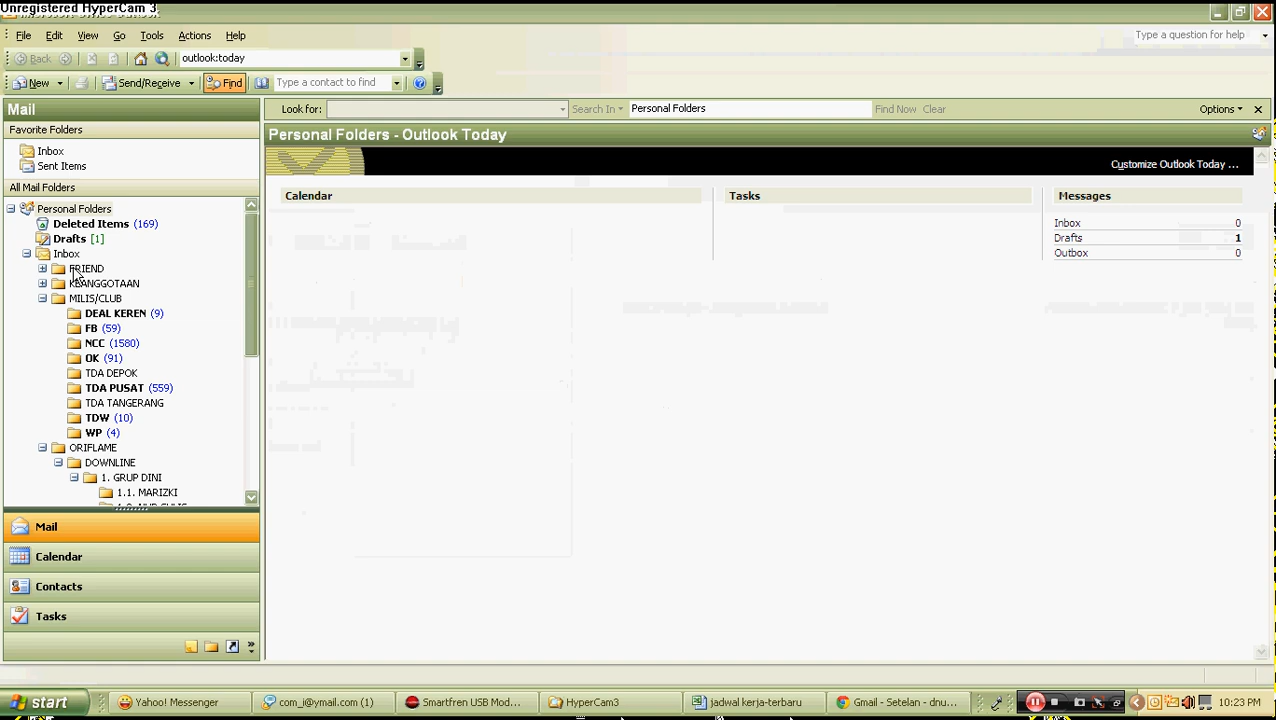 Unregistered HyperCam 3
File Edit View Go Tools Actions Help
Type a question for help
Back outlook:today
New Send/Receive Find Type a contact to find
Mail
Look for: Search In Personal Folders Find Now Clear Options
Favorite Folders
Personal Folders - Outlook Today
Inbox
Sent Items
Customize Outlook Today ...
All Mail Folders
Calendar Tasks Messages
Personal Folders
Deleted Items (169)
Drafts [1]
Inbox
FRIEND
KEANGGOTAAN
MILIS/CLUB
DEAL KEREN (9)
FB (59)
NCC (1580)
OK (91)
TDA DEPOK
TDA PUSAT (559)
TDA TANGERANG
TDW (10)
WP (4)
ORIFLAME
DOWNLINE
1. GRUP DINI
1.1. MARIZKI
Inbox 0
Drafts 1
Outbox 0
Mail
Calendar
Contacts
Tasks
start Yahoo! Messenger com_i@ymail.com (1) Smartfren USB Mod... HyperCam3 jadwal kerja-terbaru Gmail - Setelan - dnu... 10:23 PM